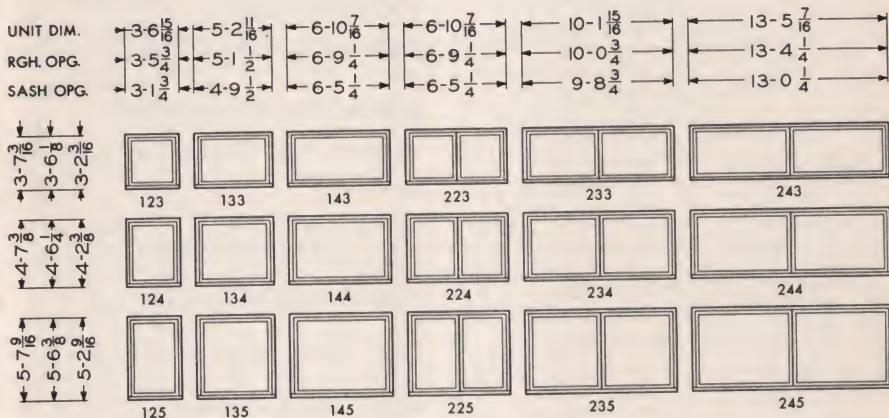 UNIT DIM. 3-6 15/16 5-2 11/16 6-10 7/16 6-10 7/16 10-1 15/16 13-5 7/16
RGH. OPG. 3-5 3/4 5-1 1/2 6-9 1/4 6-9 1/4 10-0 3/4 13-4 1/4
SASH OPG. 3-1 3/4 4-9 1/2 6-5 1/4 6-5 1/4 9-8 3/4 13-0 1/4
3-7 3/16 3-6 1/8 3-2 3/16
123 133 143 223 233 243
4-7 3/8 4-6 1/4 4-2 3/8
124 134 144 224 234 244
5-7 9/16 5-6 3/8 5-2 9/16
125 135 145 225 235 245